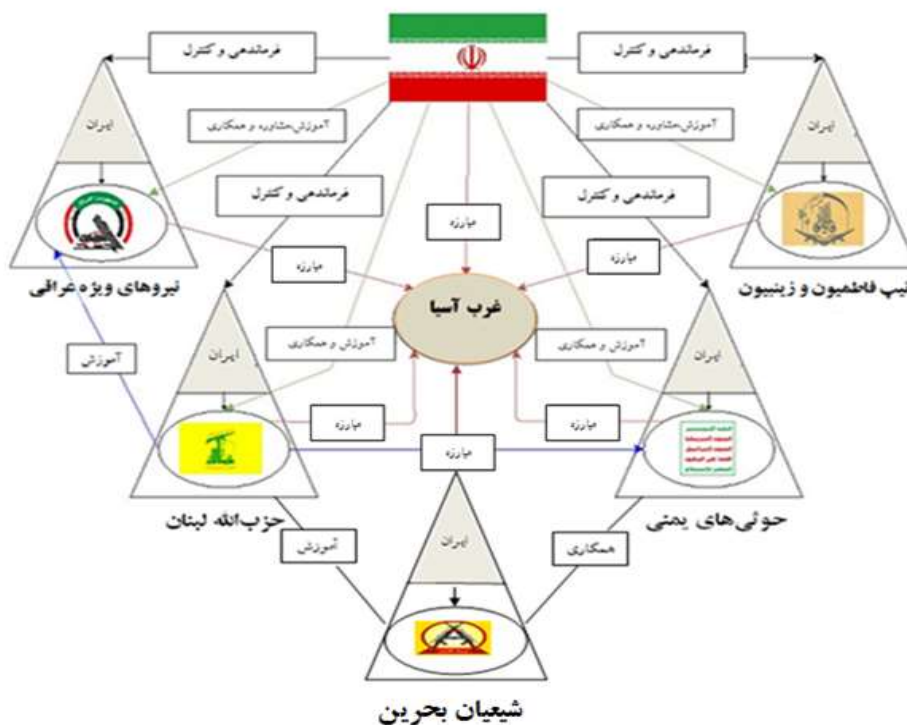 فرماندهی و کنترل
فرماندهی و کنترل
ایران
ایران
آموزش،مشاوره و همکاری
آموزش،مشاوره و همکاری
فرماندهی و کنترل
فرماندهی و کنترل
مبارزه
مبارزه
مبارزه
نیروهای ویژه عراقی
تیپ فاطمیون و زینبیون
غرب آسیا
ایران
ایران
آموزش و همکاری
آموزش و همکاری
آموزش
مبارزه
مبارزه
مبارزه
حزب‌الله لبنان
حوثی‌های یمنی
آموزش
همکاری
ایران
شیعیان بحرین